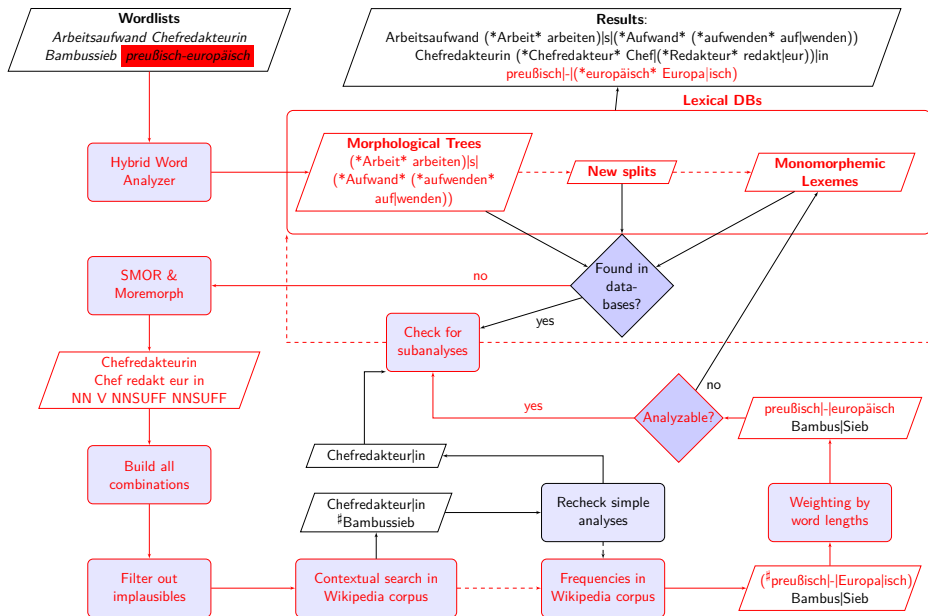 Wordlists
Arbeitsaufwand Chefredakteurin
Bambussieb preußisch-europäisch
Results:
Arbeitsaufwand (*Arbeit* arbeiten)|s|(*Aufwand* (*aufwenden* auf|wenden))
Chefredakteurin (*Chefredakteur* Chef|(*Redakteur* redakt|eur))|in
preußisch|-|(*europäisch* Europa|isch)
Lexical DBs
Hybrid Word
Analyzer
Morphological Trees
(*Arbeit* arbeiten)|s|
(*Aufwand* (*aufwenden*
auf|wenden))
New splits
Monomorphemic
Lexemes
Found in
data-
bases?
no
yes
SMOR &
Moremorph
Check for
subanalyses
Chefredakteurin
Chef redakt eur in
NN V NNSUFF NNSUFF
no
yes
Analyzable?
preußisch|-|europäisch
Bambus|Sieb
Build all
combinations
Chefredakteur|in
Chefredakteur|in
♯Bambussieb
Recheck simple
analyses
Weighting by
word lengths
Filter out
implausibles
Contextual search in
Wikipedia corpus
Frequencies in
Wikipedia corpus
(♯preußisch|-|Europa|isch)
Bambus|Sieb